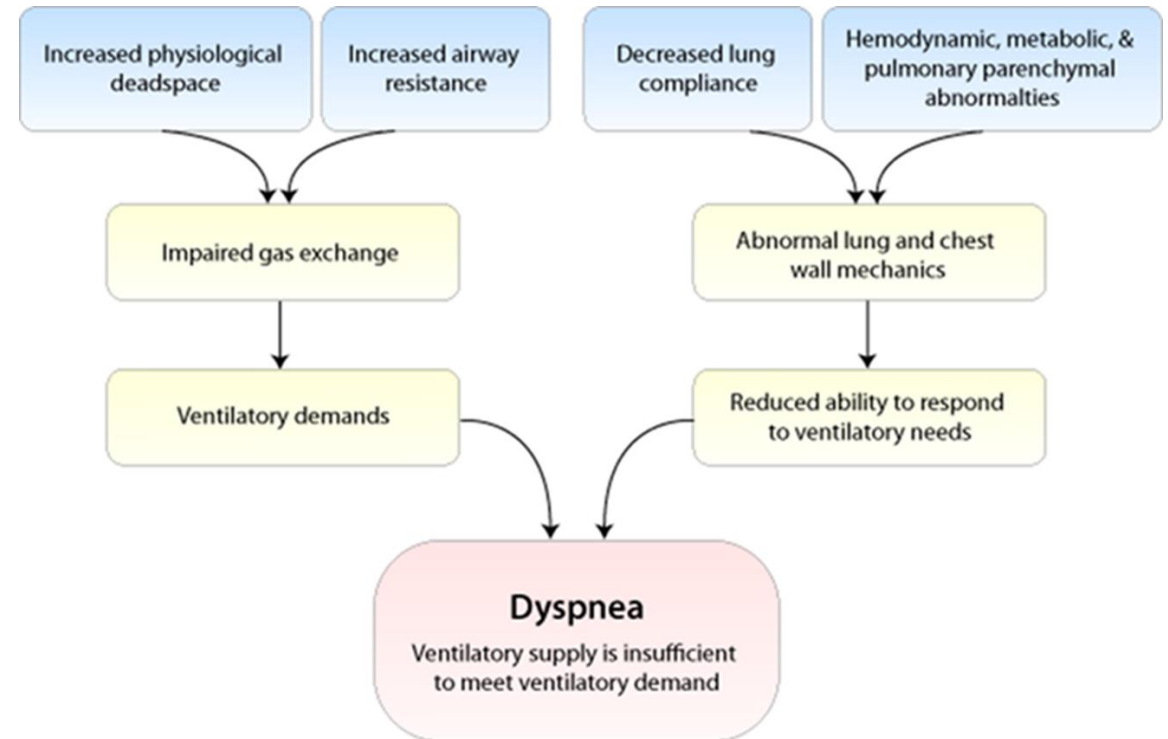 Increased physiological
deadspace
Increased airway
resistance
Decreased lung
compliance
Hemodynamic, metabolic, &
pulmonary parenchymal
abnormalties
Impaired gas exchange
Abnormal lung and chest
wall mechanics
Ventilatory demands
Reduced ability to respond
to ventilatory needs
Dyspnea
Ventilatory supply is insufficient
to meet ventilatory demand